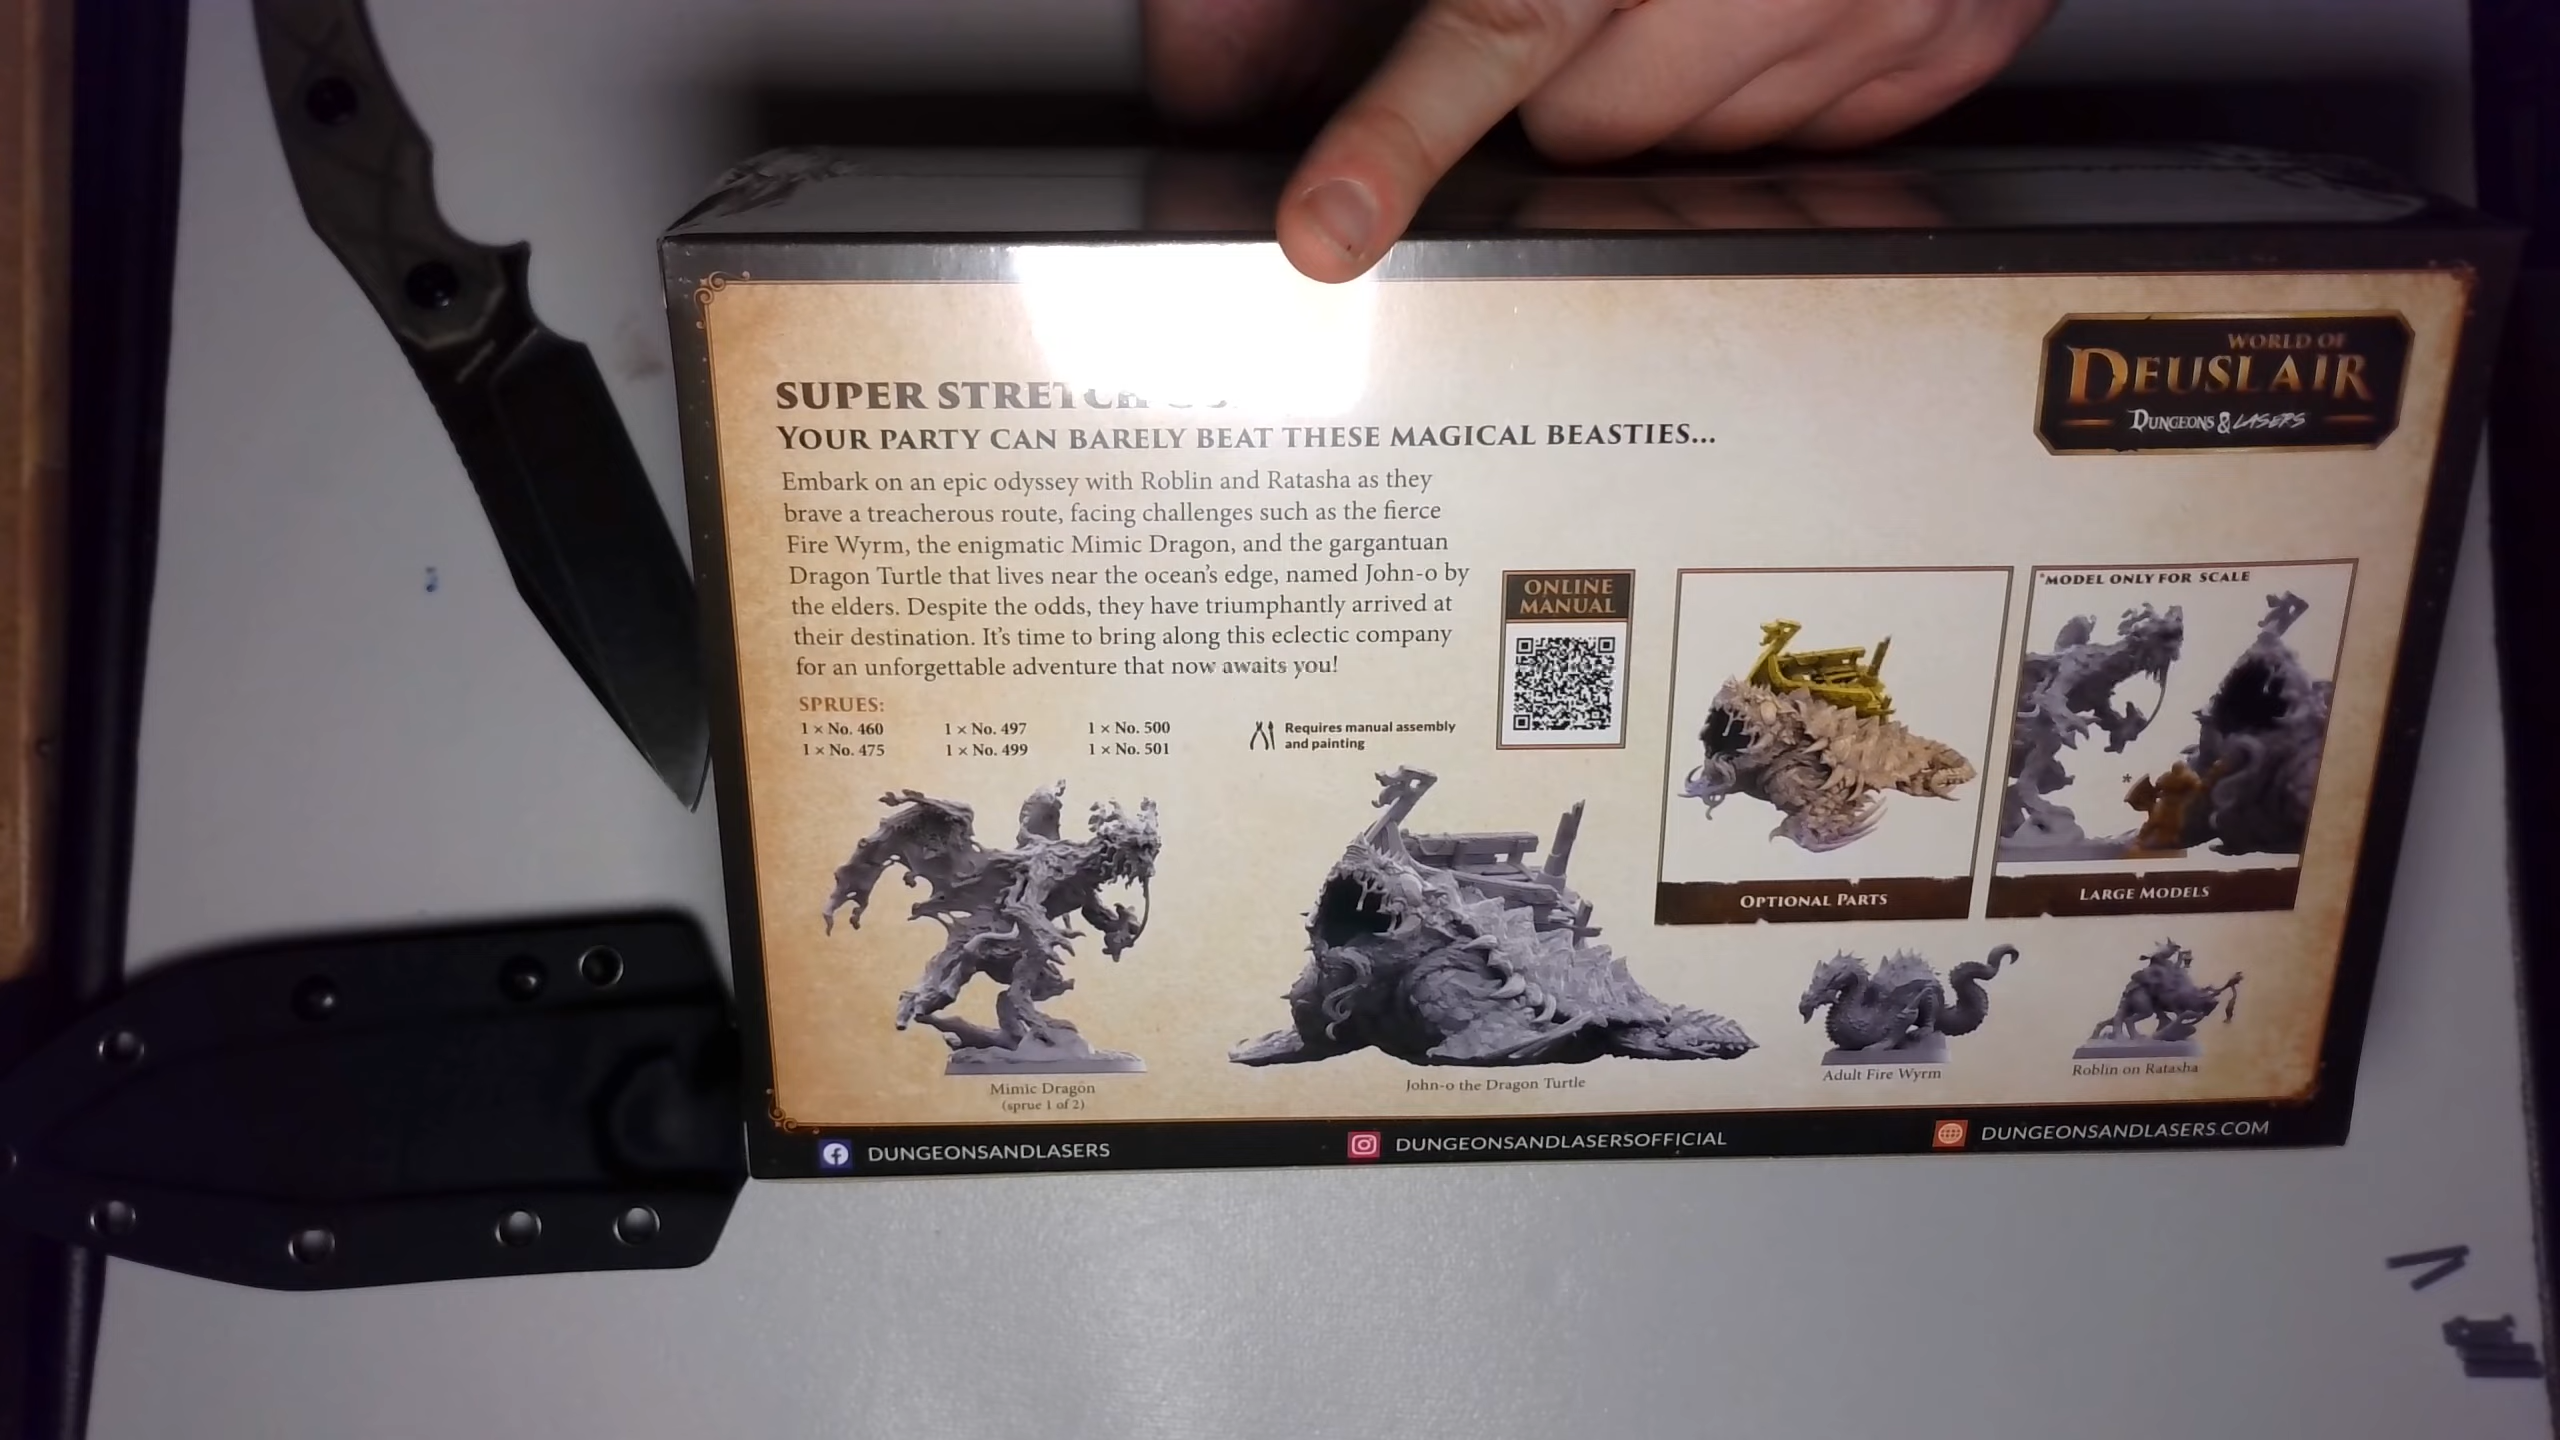 SUPER STRETCH
YOUR PARTY CAN BARELY BEAT THESE MAGICAL BEASTIES...
WORLD OF
DEUSLAIR
DUNGEONS & LASERS
Embark on an epic odyssey with Roblin and Ratasha as they
brave a treacherous route, facing challenges such as the fierce
Fire Wyrm, the enigmatic Mimic Dragon, and the gargantuan
Dragon Turtle that lives near the ocean's edge, named John-o by
the elders. Despite the odds, they have triumphantly arrived at
their destination. It's time to bring along this eclectic company
for an unforgettable adventure that now awaits you!
SPRUES:
1 × No. 460 1 × No. 497 1 × No. 500
1 × No. 475 1 × No. 499 1 × No. 501
Requires manual assembly
and painting
ONLINE
MANUAL
OPTIONAL PARTS
*MODEL ONLY FOR SCALE
*
LARGE MODELS
Mimic Dragon
(sprue 1 of 2)
John-o the Dragon Turtle
Adult Fire Wyrm
Roblin on Ratasha
DUNGEONSANDLASERS
DUNGEONSANDLASERSOFFICIAL
DUNGEONSANDLASERS.COM